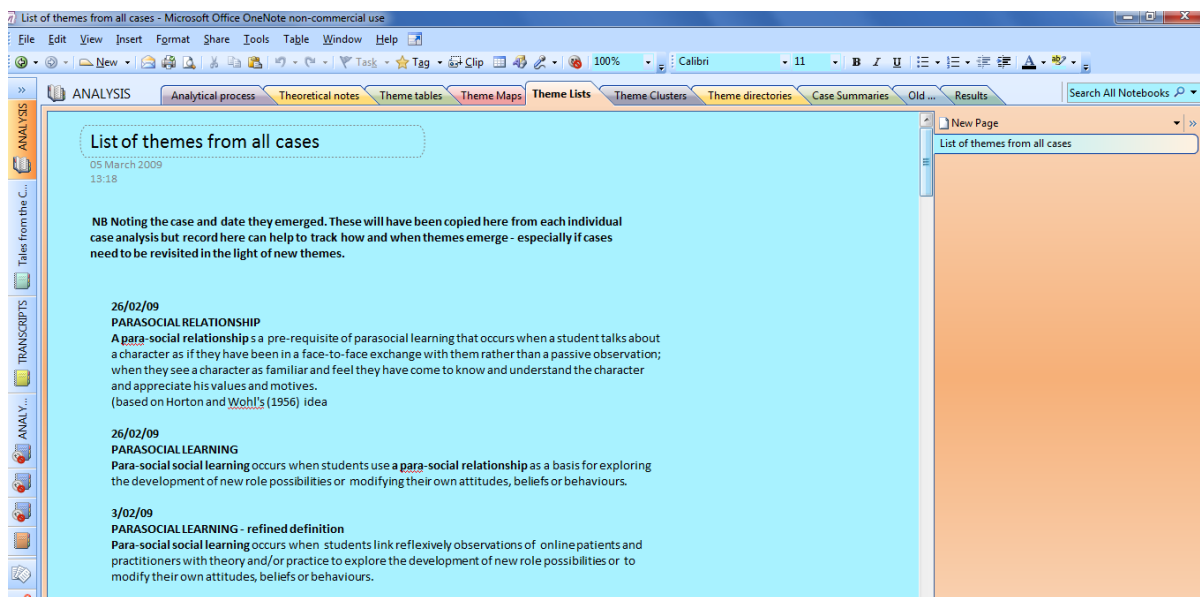 List of themes from all cases - Microsoft Office OneNote non-commercial use
File Edit View Insert Format Share Tools Table Window Help
New Task Tag Clip 100% Calibri 11 B I U A ab
ANALYSIS Analytical process Theoretical notes Theme tables Theme Maps Theme Lists Theme Clusters Theme directories Case Summaries Old ... Results Search All Notebooks
ANALYSIS
Tales from the C...
TRANSCRIPTS
ANALY...
New Page
List of themes from all cases
List of themes from all cases
05 March 2009
13:18
NB Noting the case and date they emerged. These will have been copied here from each individual
case analysis but record here can help to track how and when themes emerge - especially if cases
need to be revisited in the light of new themes.
26/02/09
PARASOCIAL RELATIONSHIP
A para-social relationship s a pre-requisite of parasocial learning that occurs when a student talks about
a character as if they have been in a face-to-face exchange with them rather than a passive observation;
when they see a character as familiar and feel they have come to know and understand the character
and appreciate his values and motives.
(based on Horton and Wohl's (1956) idea
26/02/09
PARASOCIAL LEARNING
Para-social social learning occurs when students use a para-social relationship as a basis for exploring
the development of new role possibilities or modifying their own attitudes, beliefs or behaviours.
3/02/09
PARASOCIAL LEARNING - refined definition
Para-social social learning occurs when students link reflexively observations of online patients and
practitioners with theory and/or practice to explore the development of new role possibilities or to
modify their own attitudes, beliefs or behaviours.